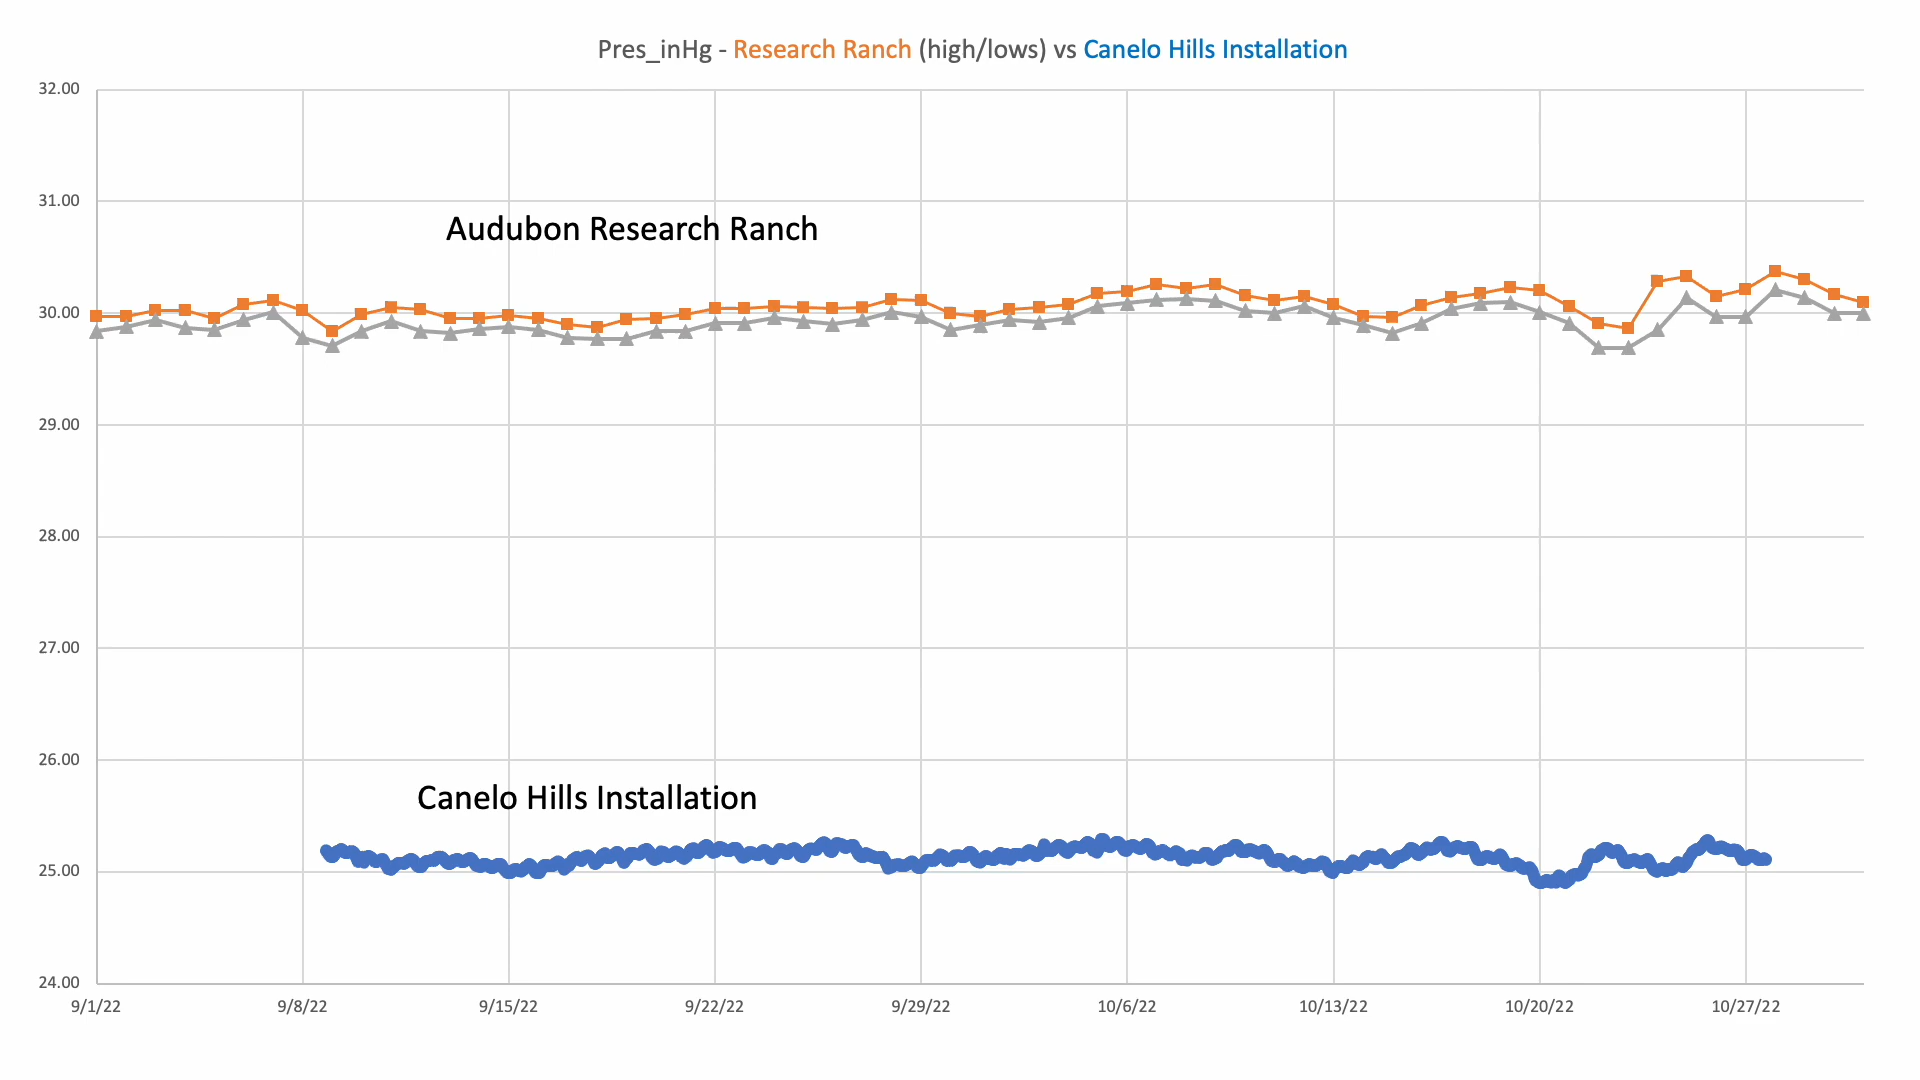 Pres_inHg - Research Ranch (high/lows) vs Canelo Hills Installation
32.00
31.00
Audubon Research Ranch
30.00
29.00
28.00
27.00
26.00
Canelo Hills Installation
25.00
24.00
9/1/22 9/8/22 9/15/22 9/22/22 9/29/22 10/6/22 10/13/22 10/20/22 10/27/22